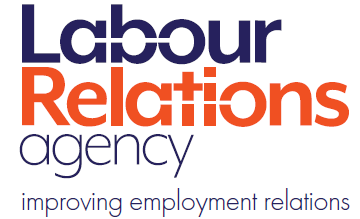 Labour
Relations
agency
improving employment relations